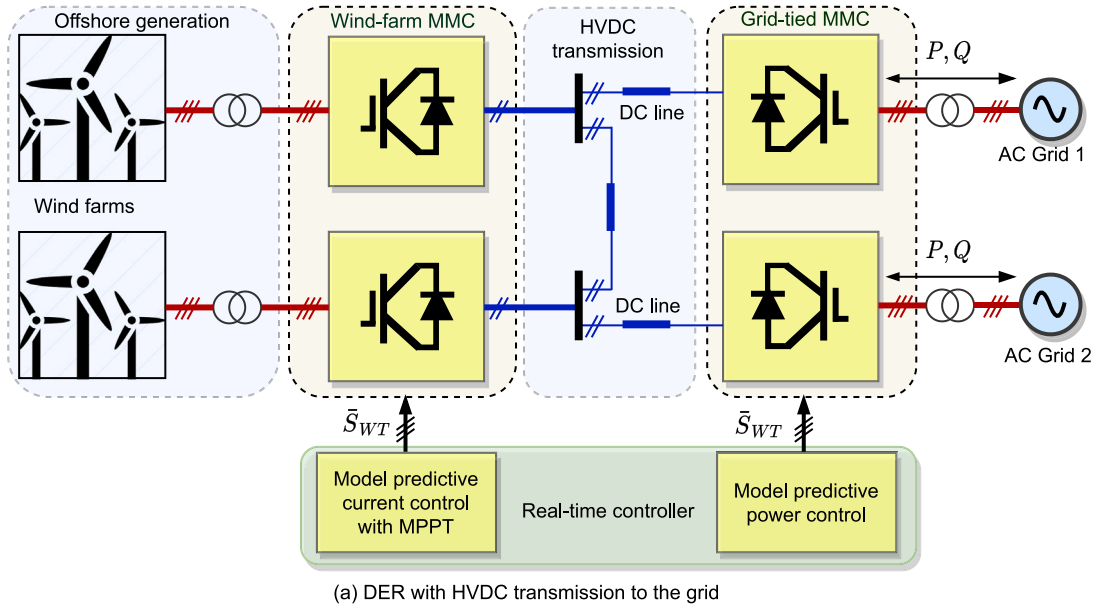 Offshore generation
Wind-farm MMC
HVDC
transmission
Grid-tied MMC
P, Q
DC line
AC Grid 1
Wind farms
P, Q
DC line
AC Grid 2
S̄_WT
S̄_WT
Model predictive
current control
with MPPT
Real-time controller
Model predictive
power control
(a) DER with HVDC transmission to the grid